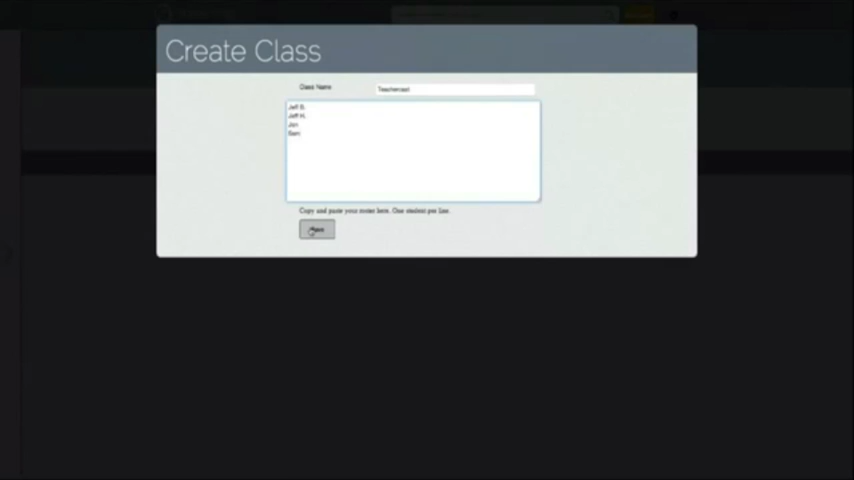 Create Class
Class Name
Teachercast
Jeff B.
Jeff H.
Jon
Sam
Copy and paste your roster here. One student per line.
Save